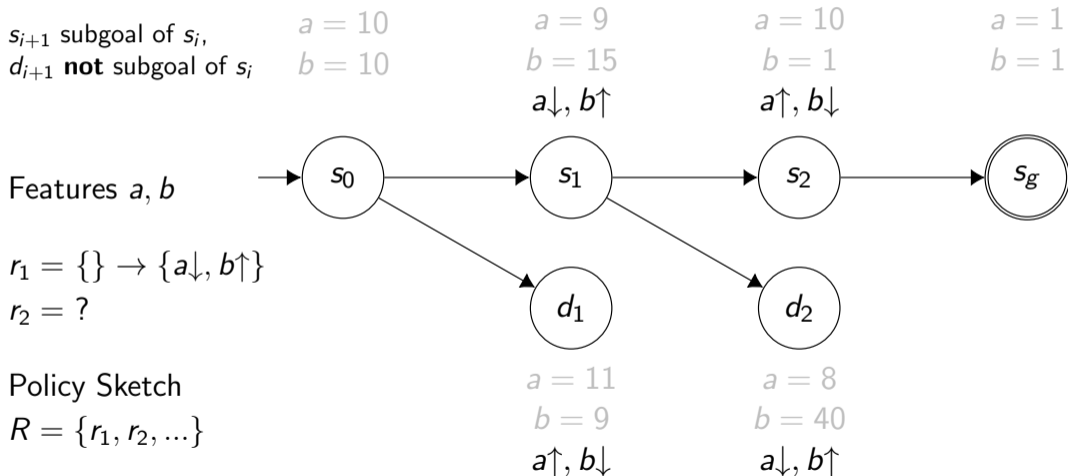 s_{i+1} subgoal of s_i,
d_{i+1} not subgoal of s_i
a = 10
b = 10
a = 9
b = 15
a↓, b↑
a = 10
b = 1
a↑, b↓
a = 1
b = 1
s_0
s_1
s_2
s_g
Features a, b
r_1 = {} → {a↓, b↑}
r_2 = ?
d_1
d_2
Policy Sketch
R = {r_1, r_2, ...}
a = 11
b = 9
a↑, b↓
a = 8
b = 40
a↓, b↑